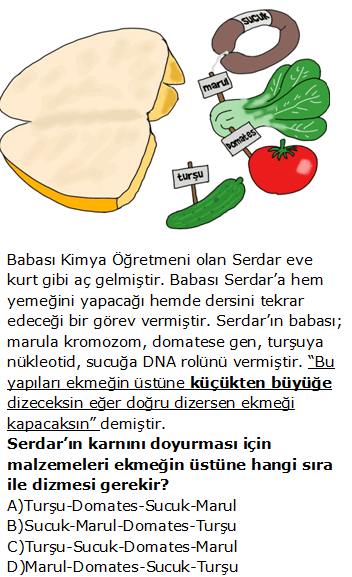 sucuk
marul
Domates
turşu
Babası Kimya Öğretmeni olan Serdar eve
kurt gibi aç gelmiştir. Babası Serdar’a hem
yemeğini yapacağı hemde dersini tekrar
edeceği bir görev vermiştir. Serdar’ın babası;
marula kromozom, domatese gen, turşuya
nükleotid, sucuğa DNA rolünü vermiştir. “Bu
yapıları ekmeğin üstüne küçükten büyüğe
dizeceksin eğer doğru dizersen ekmeği
kapacaksın” demiştir.
Serdar’ın karnını doyurması için
malzemeleri ekmeğin üstüne hangi sıra
ile dizmesi gerekir?
A)Turşu-Domates-Sucuk-Marul
B)Sucuk-Marul-Domates-Turşu
C)Turşu-Sucuk-Domates-Marul
D)Marul-Domates-Sucuk-Turşu